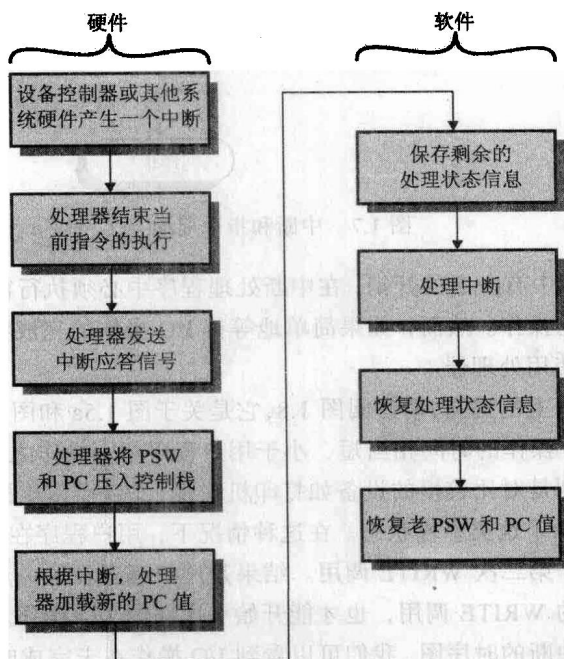 硬件
软件
设备控制器或其他系
统硬件产生一个中断
处理器结束当
前指令的执行
处理器发送
中断应答信号
处理器将 PSW
和 PC 压入控制栈
根据中断，处理
器加载新的 PC 值
保存剩余的
处理状态信息
处理中断
恢复处理状态信息
恢复老 PSW 和 PC 值